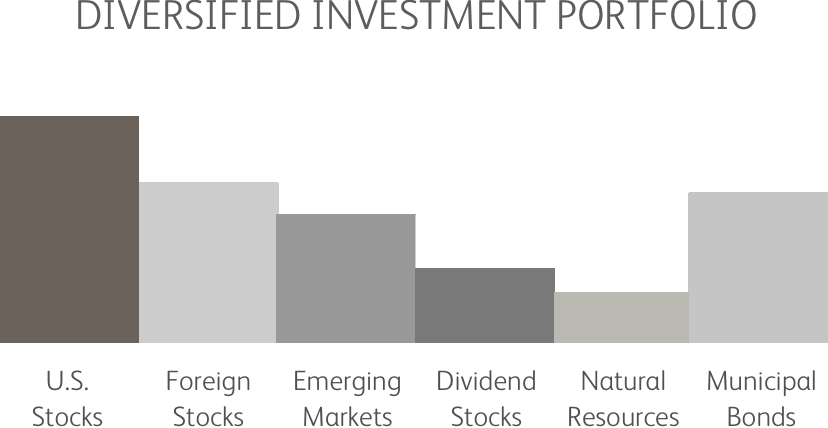 DIVERSIFIED INVESTMENT PORTFOLIO
U.S. Stocks
Foreign Stocks
Emerging Markets
Dividend Stocks
Natural Resources
Municipal Bonds